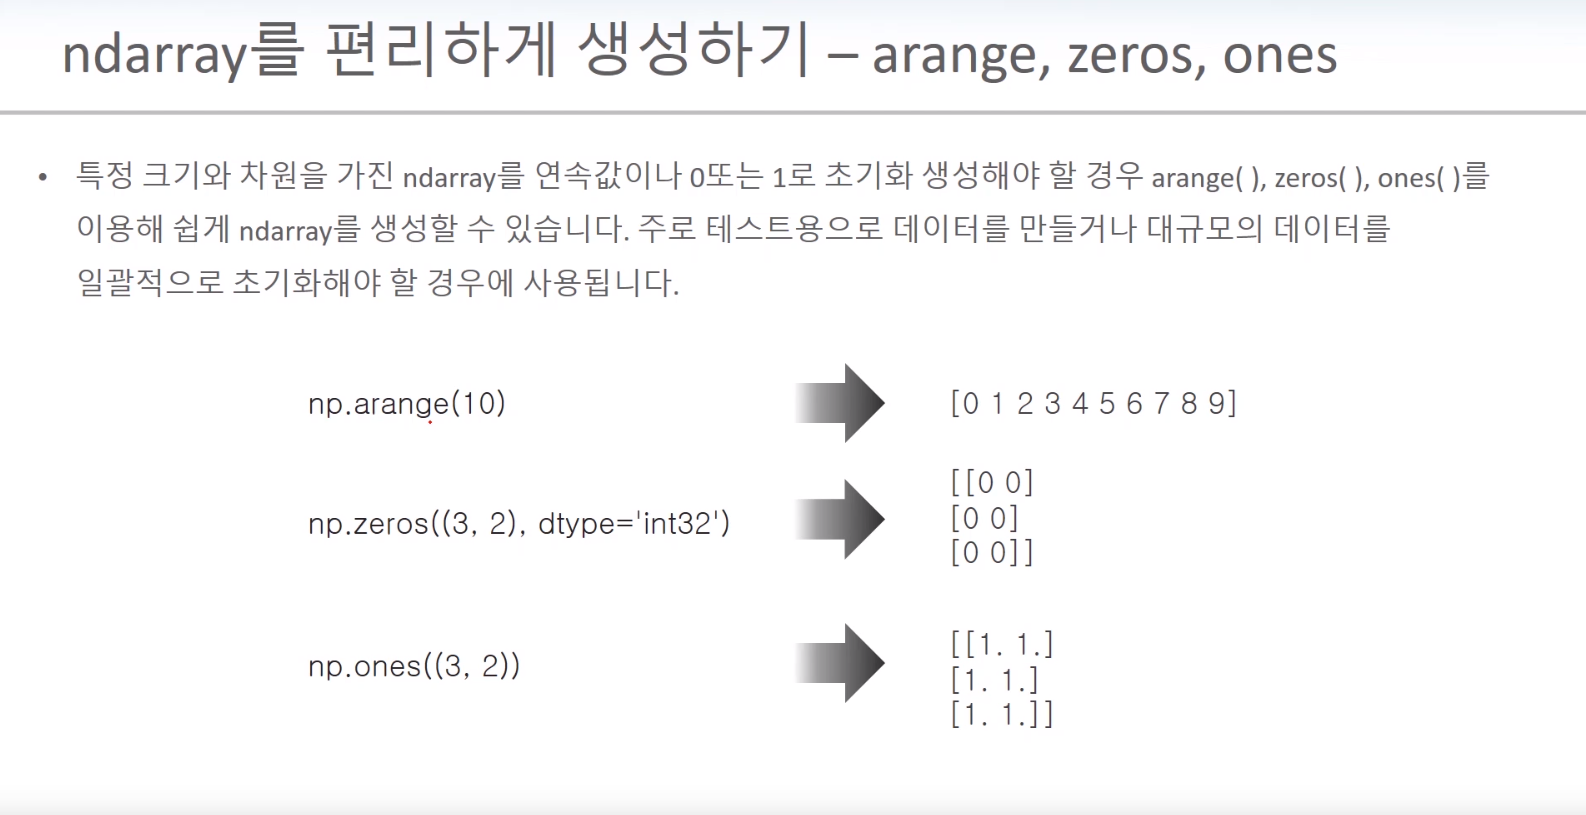 ndarray를 편리하게 생성하기 – arange, zeros, ones
• 특정 크기와 차원을 가진 ndarray를 연속값이나 0또는 1로 초기화 생성해야 할 경우 arange( ), zeros( ), ones( )를
이용해 쉽게 ndarray를 생성할 수 있습니다. 주로 테스트용으로 데이터를 만들거나 대규모의 데이터를
일괄적으로 초기화해야 할 경우에 사용됩니다.
np.arange(10)
[0 1 2 3 4 5 6 7 8 9]
np.zeros((3, 2), dtype='int32')
[[0 0]
[0 0]
[0 0]]
np.ones((3, 2))
[[1. 1.]
[1. 1.]
[1. 1.]]